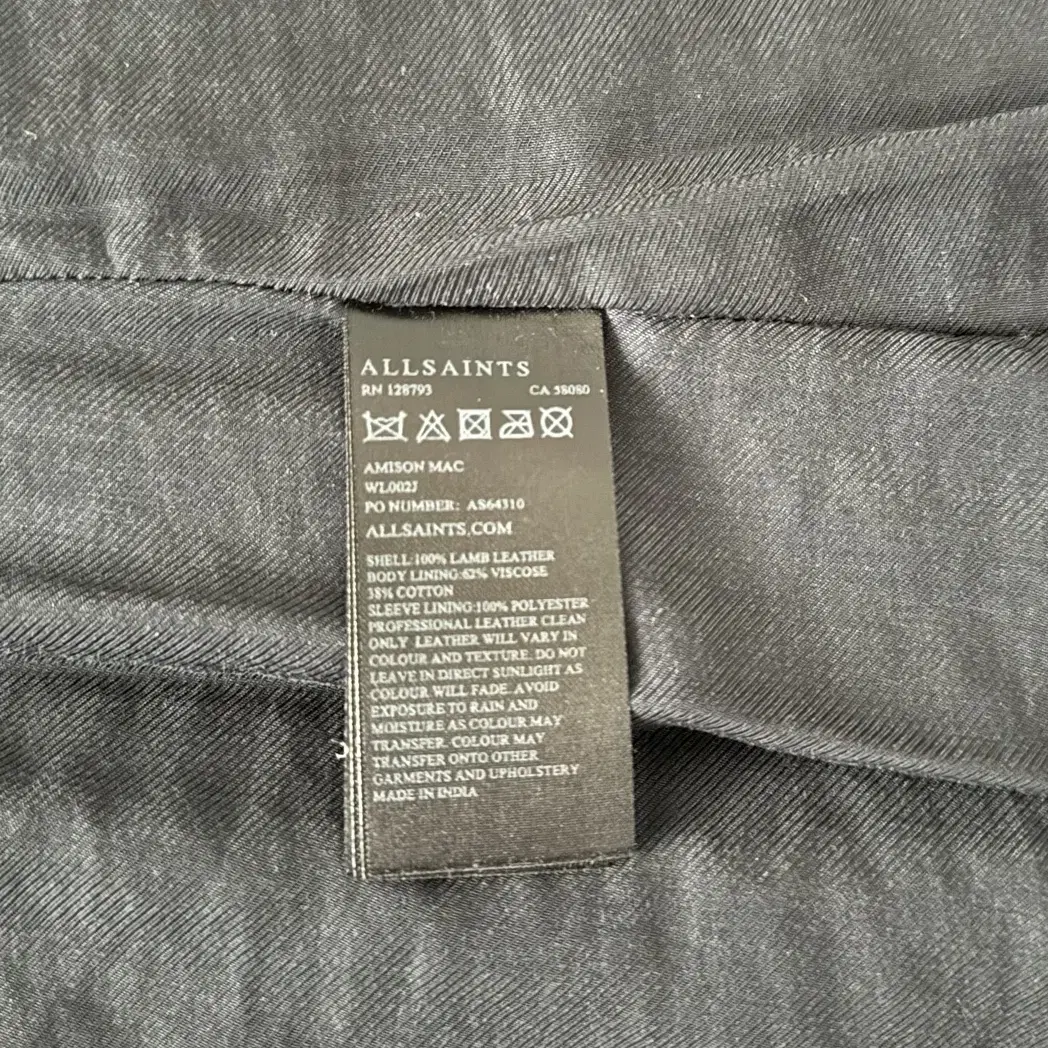 ALLSAINTS
RN 128793 CA 58080
AMISON MAC
WL002J
PO NUMBER: AS64310
ALLSAINTS.COM
SHELL:100% LAMB LEATHER
BODY LINING:62% VISCOSE
38% COTTON
SLEEVE LINING:100% POLYESTER
PROFESSIONAL LEATHER CLEAN
ONLY LEATHER WILL VARY IN
COLOUR AND TEXTURE. DO NOT
LEAVE IN DIRECT SUNLIGHT AS
COLOUR WILL FADE. AVOID
EXPOSURE TO RAIN AND
MOISTURE AS COLOUR MAY
TRANSFER. COLOUR MAY
TRANSFER ONTO OTHER
GARMENTS AND UPHOLSTERY
MADE IN INDIA